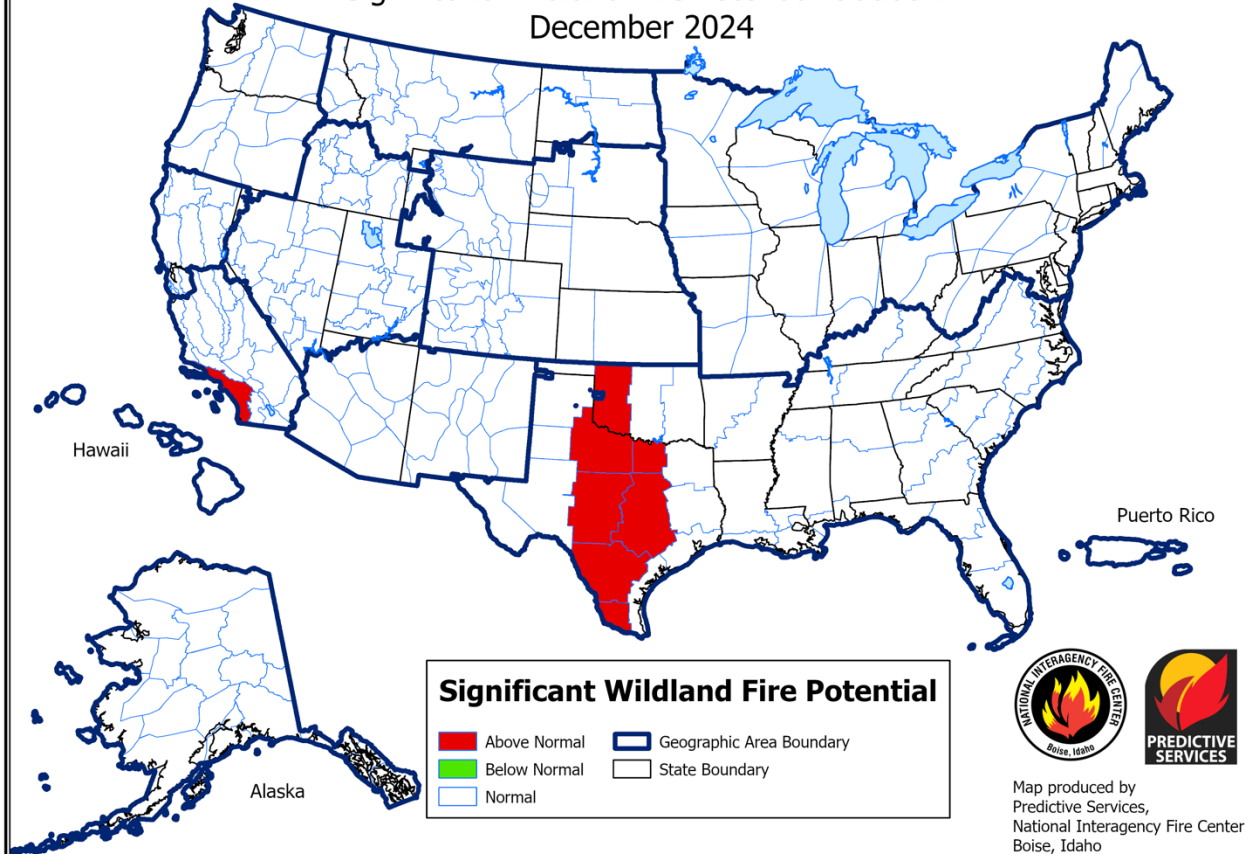 December 2024
Hawaii
Puerto Rico
Alaska
Significant Wildland Fire Potential
Above Normal
Geographic Area Boundary
Below Normal
State Boundary
Normal
NATIONAL INTERAGENCY FIRE CENTER
Boise, Idaho
PREDICTIVE
SERVICES
Map produced by
Predictive Services,
National Interagency Fire Center
Boise, Idaho